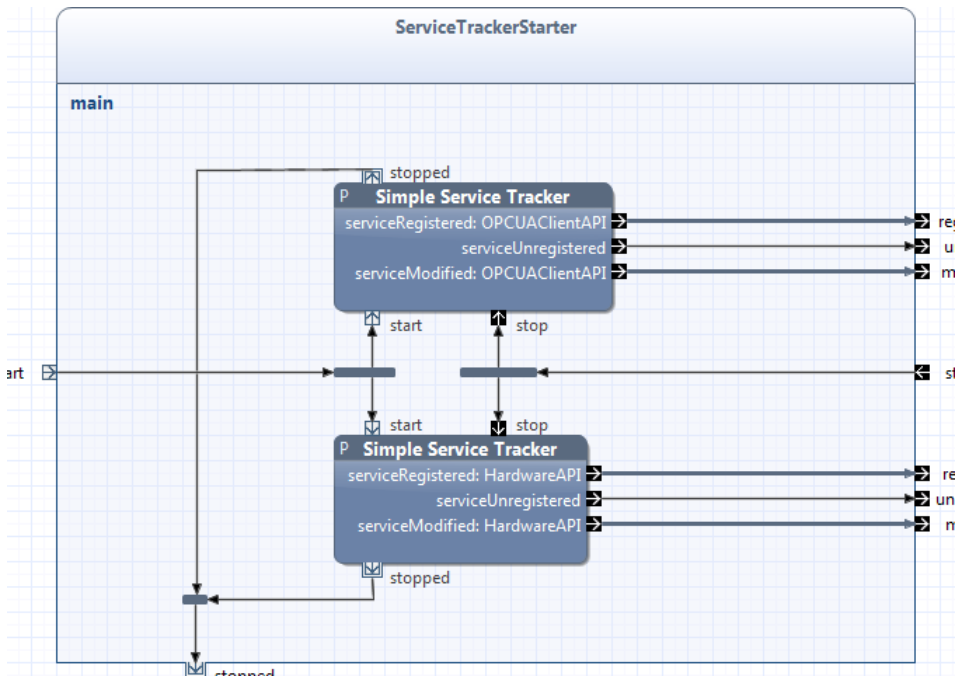 ServiceTrackerStarter
main
stopped
P Simple Service Tracker
serviceRegistered: OPCUAClientAPI
serviceUnregistered
serviceModified: OPCUAClientAPI
start
stop
start
stop
P Simple Service Tracker
serviceRegistered: HardwareAPI
serviceUnregistered
serviceModified: HardwareAPI
stopped
stopped